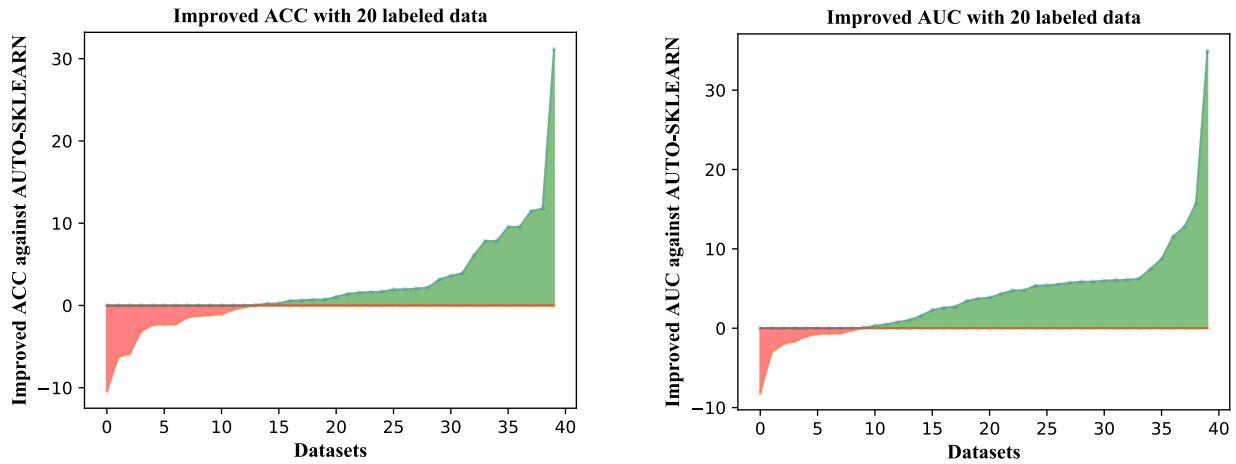 Improved ACC with 20 labeled data
Improved ACC against AUTO-SKLEARN
30
20
10
0
−10
0 5 10 15 20 25 30 35 40
Datasets
Improved AUC with 20 labeled data
Improved AUC against AUTO-SKLEARN
30
20
10
0
−10
0 5 10 15 20 25 30 35 40
Datasets